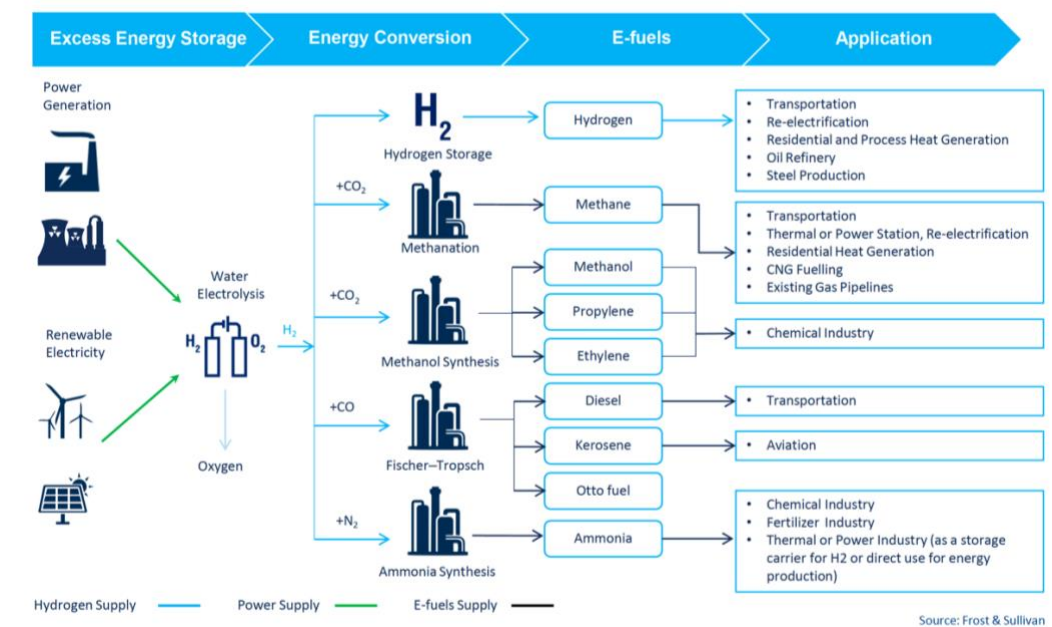 Excess Energy Storage
Energy Conversion
E-fuels
Application
Power
Generation
Renewable
Electricity
Water
Electrolysis
H₂
O₂
Oxygen
H₂
H₂
Hydrogen Storage
+CO₂
Methanation
+CO₂
Methanol Synthesis
+CO
Fischer–Tropsch
+N₂
Ammonia Synthesis
Hydrogen
Methane
Methanol
Propylene
Ethylene
Diesel
Kerosene
Otto fuel
Ammonia
• Transportation
• Re-electrification
• Residential and Process Heat Generation
• Oil Refinery
• Steel Production
• Transportation
• Thermal or Power Station, Re-electrification
• Residential Heat Generation
• CNG Fuelling
• Existing Gas Pipelines
• Chemical Industry
• Transportation
• Aviation
• Chemical Industry
• Fertilizer Industry
• Thermal or Power Industry (as a storage
carrier for H2 or direct use for energy
production)
Hydrogen Supply
Power Supply
E-fuels Supply
Source: Frost & Sullivan